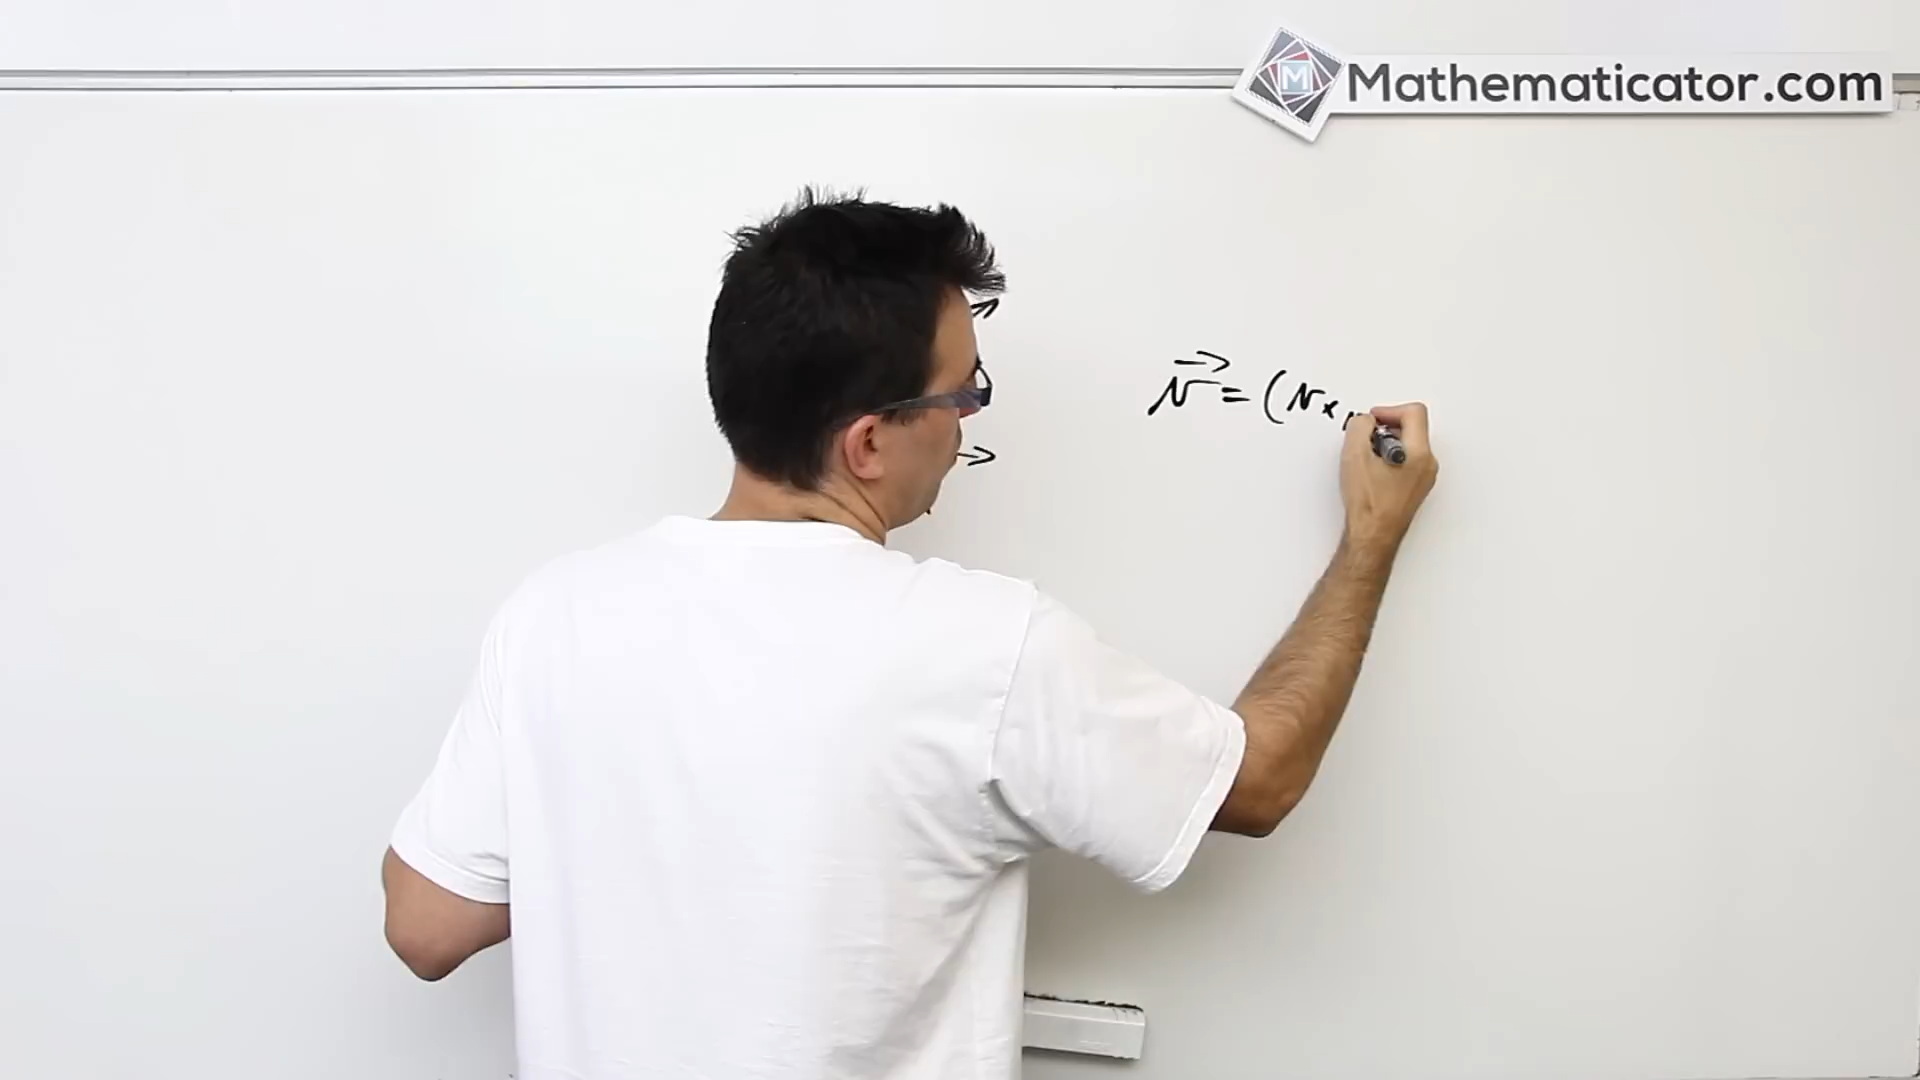 Mathematicator.com
M
v⃗ = (vₓ,